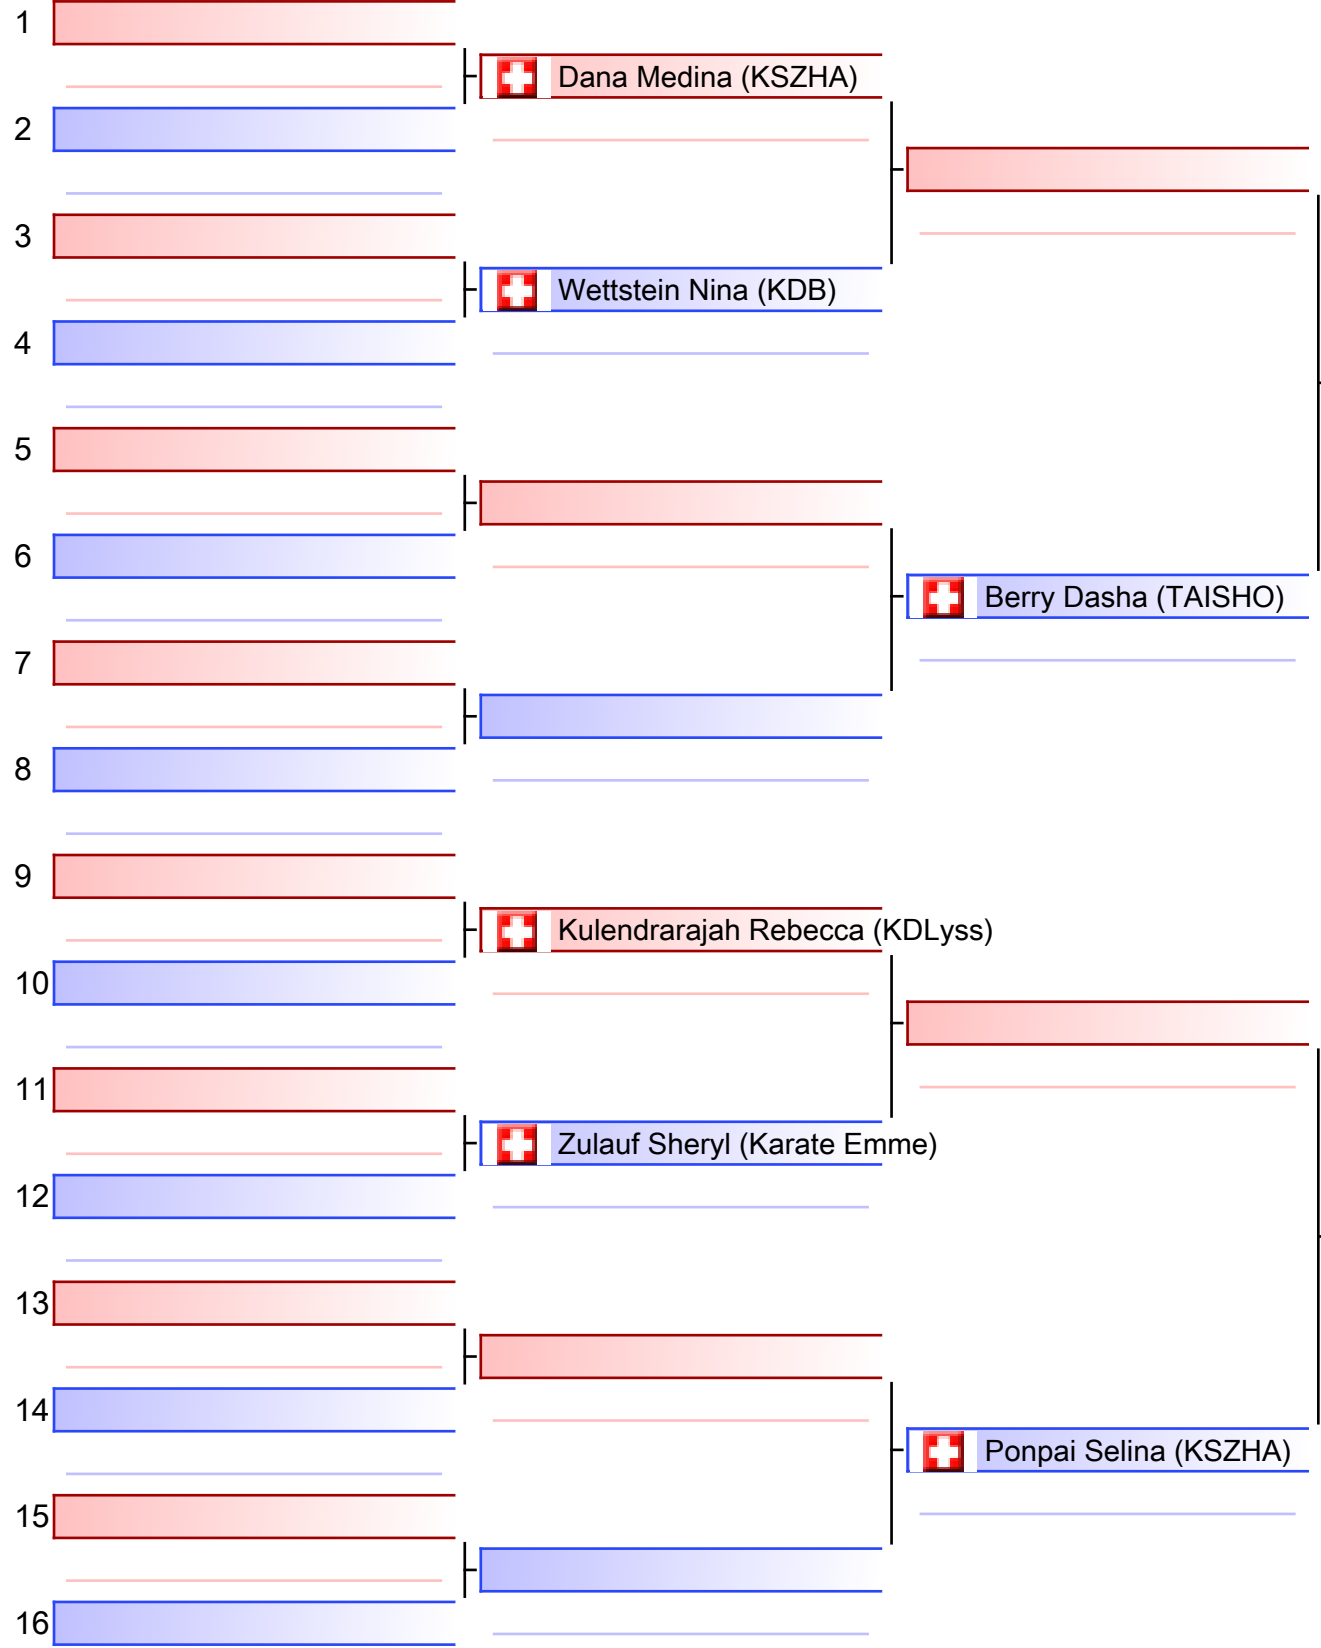 1
Dana Medina (KSZHA)
2
3
Wettstein Nina (KDB)
4
5
6
Berry Dasha (TAISHO)
7
8
9
Kulendrarajah Rebecca (KDLyss)
10
11
Zulauf Sheryl (Karate Emme)
12
13
14
Ponpai Selina (KSZHA)
15
16